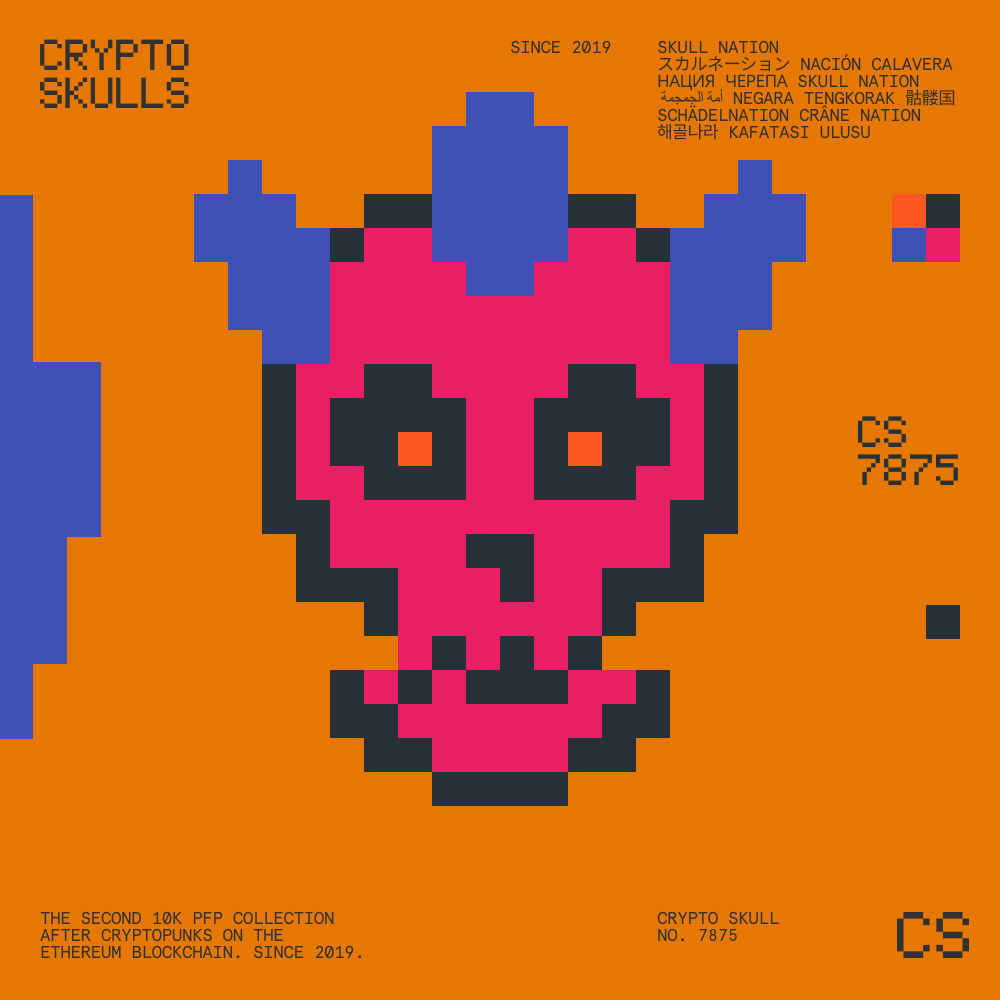 CRYPTO
SKULLS
SINCE 2019
SKULL NATION
スカルネーション NACIÓN CALAVERA
НАЦИЯ ЧЕРЕПА SKULL NATION
أمة الجمجمة NEGARA TENGKORAK 骷髅国
SCHÄDELNATION CRÂNE NATION
해골나라 KAFATASI ULUSU
CS
7875
THE SECOND 10K PFP COLLECTION
AFTER CRYPTOPUNKS ON THE
ETHEREUM BLOCKCHAIN. SINCE 2019.
CRYPTO SKULL
NO. 7875
CS